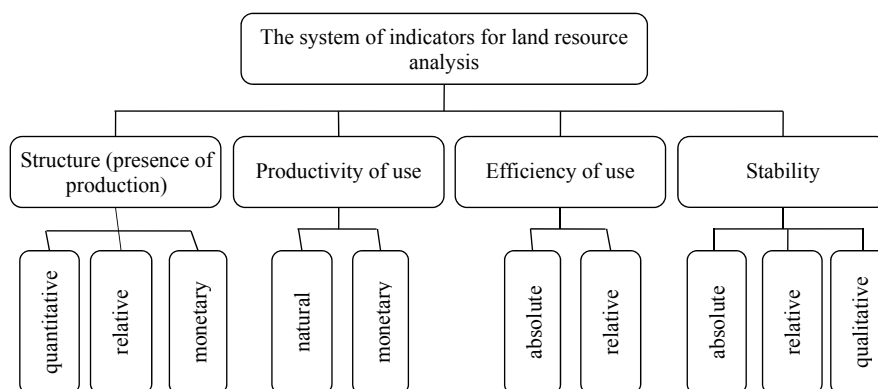 The system of indicators for land resource
analysis
Structure (presence of
production)
Productivity of use
Efficiency of use
Stability
quantitative
relative
monetary
natural
monetary
absolute
relative
absolute
relative
qualitative